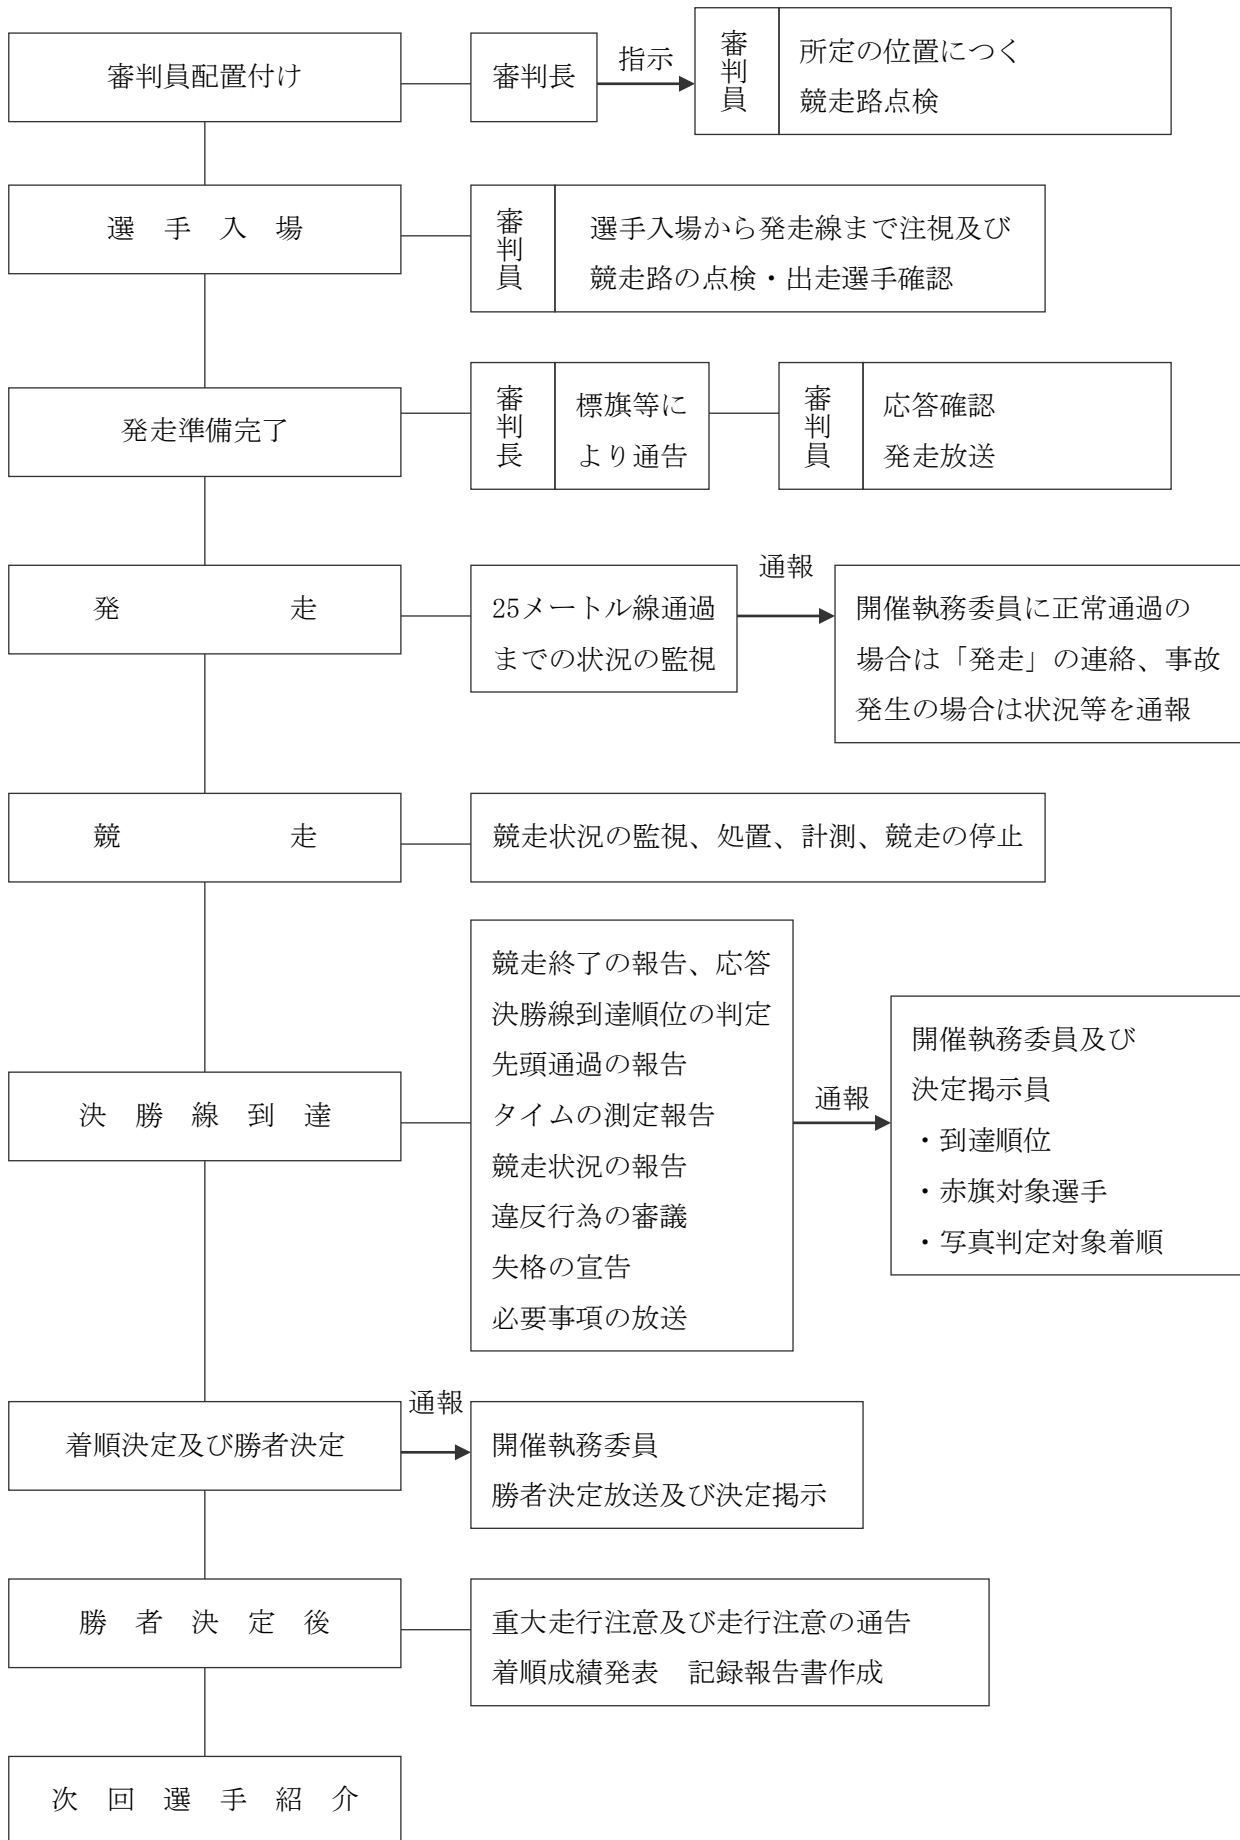 審判員配置付け
審判長
指示
審判員
所定の位置につく
競走路点検
選手入場
審判員
選手入場から発走線まで注視及び
競走路の点検・出走選手確認
発走準備完了
審判長
標旗等に
より通告
審判員
応答確認
発走放送
発走
25メートル線通過
までの状況の監視
通報
開催執務委員に正常通過の
場合は「発走」の連絡、事故
発生の場合は状況等を通報
競走
競走状況の監視、処置、計測、競走の停止
決勝線到達
競走終了の報告、応答
決勝線到達順位の判定
先頭通過の報告
タイムの測定報告
競走状況の報告
違反行為の審議
失格の宣告
必要事項の放送
通報
開催執務委員及び
決定掲示員
・到達順位
・赤旗対象選手
・写真判定対象着順
着順決定及び勝者決定
通報
開催執務委員
勝者決定放送及び決定掲示
勝者決定後
重大走行注意及び走行注意の通告
着順成績発表　記録報告書作成
次回選手紹介